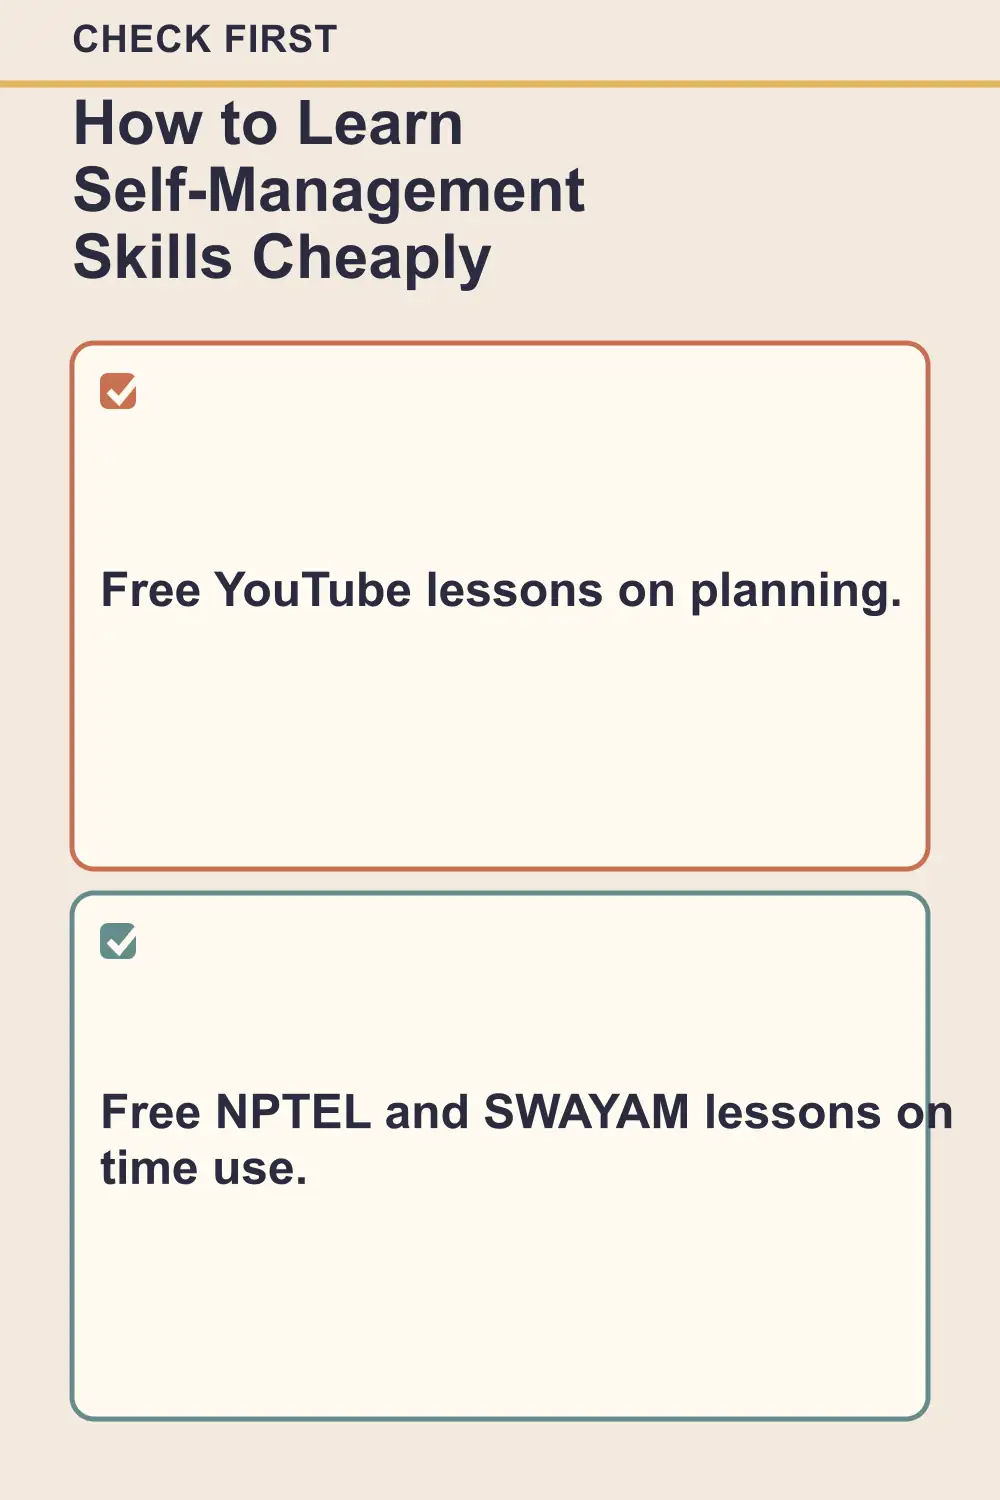 CHECK FIRST
How to Learn
Self-Management
Skills Cheaply
Free YouTube lessons on planning.
Free NPTEL and SWAYAM lessons on
time use.